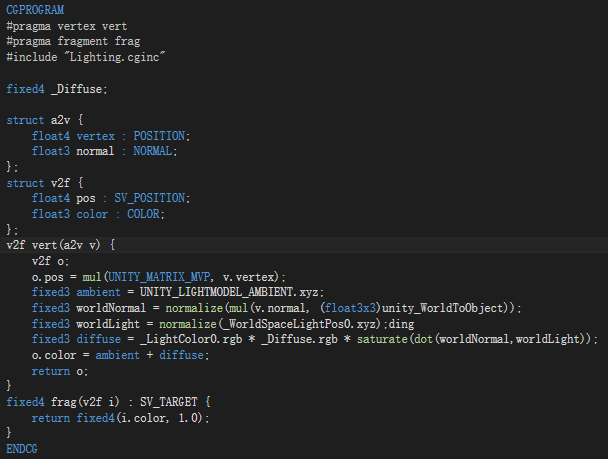 CGPROGRAM
#pragma vertex vert
#pragma fragment frag
#include "Lighting.cginc"
fixed4 _Diffuse;
struct a2v {
float4 vertex : POSITION;
float3 normal : NORMAL;
};
struct v2f {
float4 pos : SV_POSITION;
float3 color : COLOR;
};
v2f vert(a2v v) {
v2f o;
o.pos = mul(UNITY_MATRIX_MVP, v.vertex);
fixed3 ambient = UNITY_LIGHTMODEL_AMBIENT.xyz;
fixed3 worldNormal = normalize(mul(v.normal, (float3x3)unity_WorldToObject));
fixed3 worldLight = normalize(_WorldSpaceLightPos0.xyz);ding
fixed3 diffuse = _LightColor0.rgb * _Diffuse.rgb * saturate(dot(worldNormal,worldLight));
o.color = ambient + diffuse;
return o;
}
fixed4 frag(v2f i) : SV_TARGET {
return fixed4(i.color, 1.0);
}
ENDCG